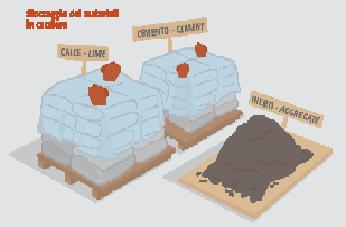 Stoccaggio dei materiali
in cantiere
CALCE - LIME
CEMENTO - CEMENT
INERTI - AGGREGATE